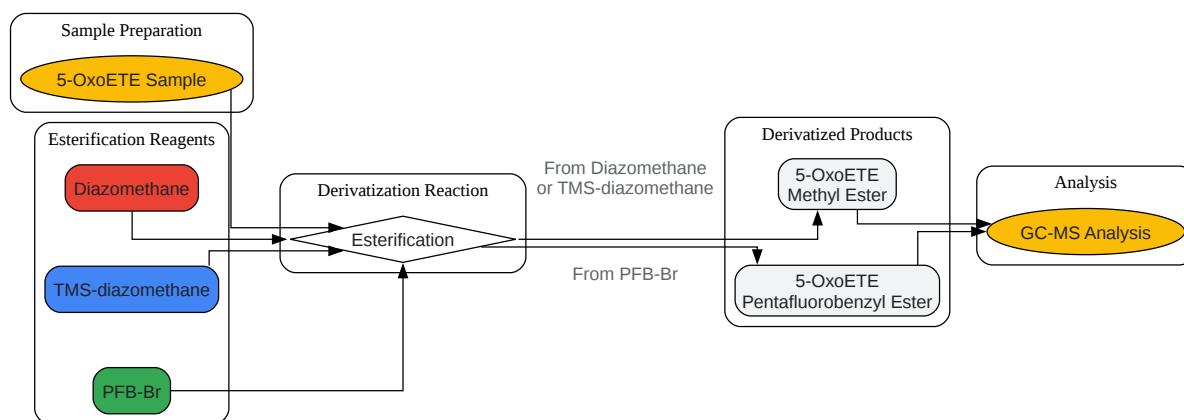 Sample Preparation
5-OxoETE Sample
Esterification Reagents
Diazomethane
TMS-diazomethane
PFB-Br
Derivatization Reaction
Esterification
From Diazomethane
or TMS-diazomethane
From PFB-Br
Derivatized Products
5-OxoETE
Methyl Ester
5-OxoETE
Pentafluorobenzyl Ester
Analysis
GC-MS Analysis